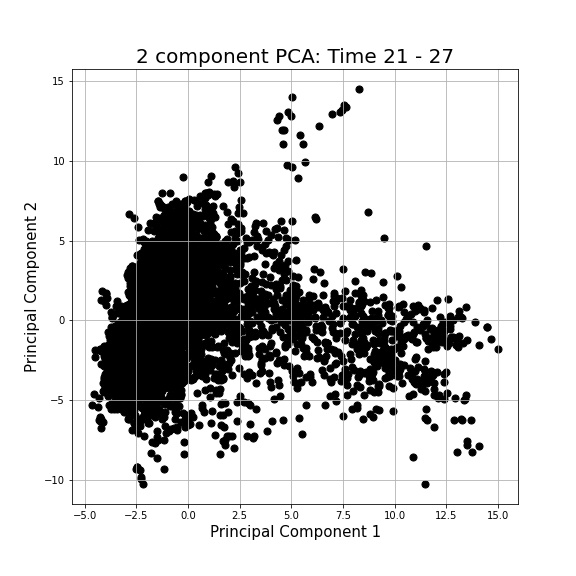 2 component PCA: Time 21 - 27
15
10
5
0
−5
−10
Principal Component 2
−5.0 −2.5 0.0 2.5 5.0 7.5 10.0 12.5 15.0
Principal Component 1